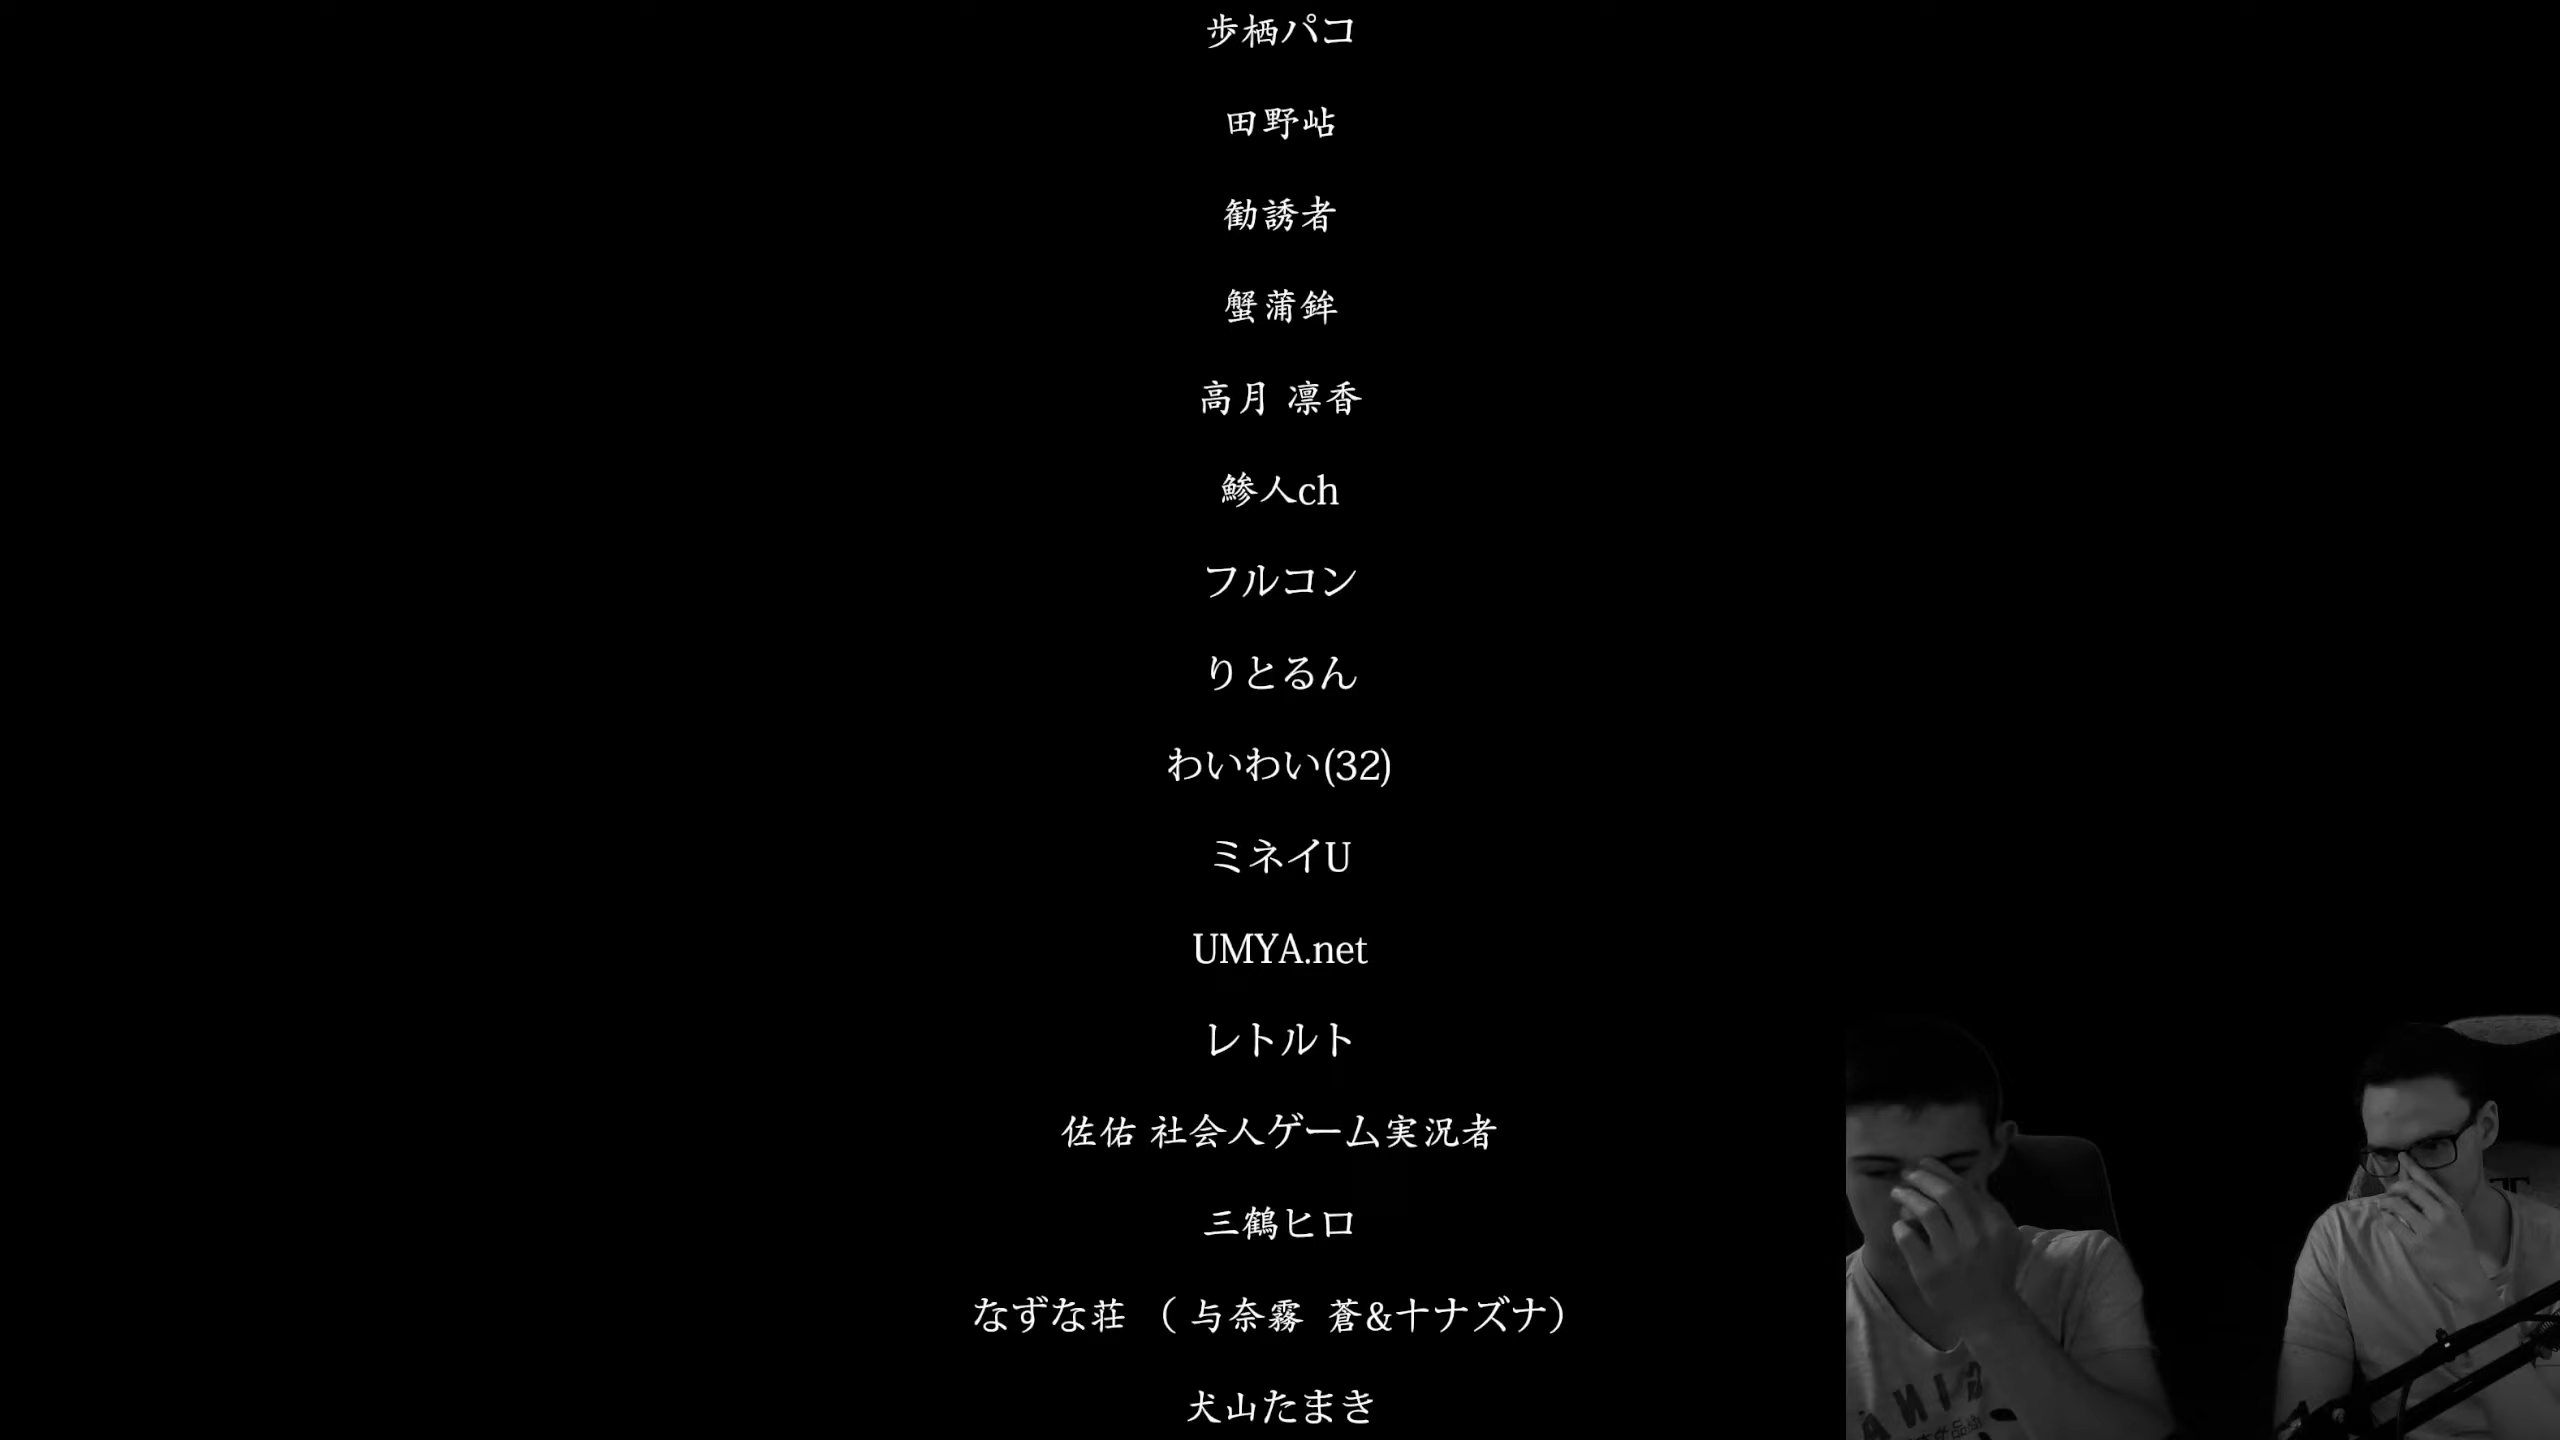 歩栖パコ
田野岾
勧誘者
蟹蒲鉾
高月 凛香
鯵人ch
フルコン
りとるん
わいわい(32)
ミネイU
UMYA.net
レトルト
佐佑 社会人ゲーム実況者
三鶴ヒロ
なずな荘 （ 与奈霧 蒼&十ナズナ）
犬山たまき